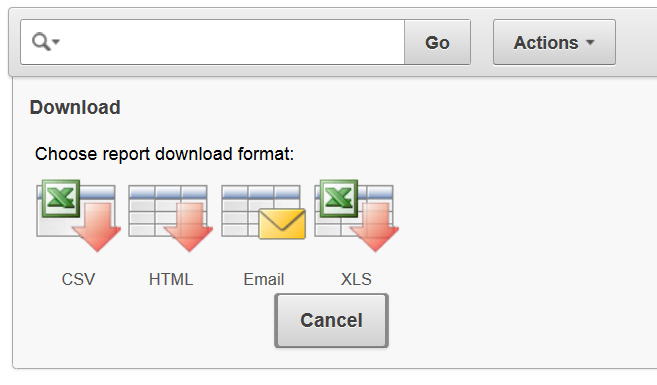 Go Actions
Download
Choose report download format:
CSV HTML Email XLS
Cancel